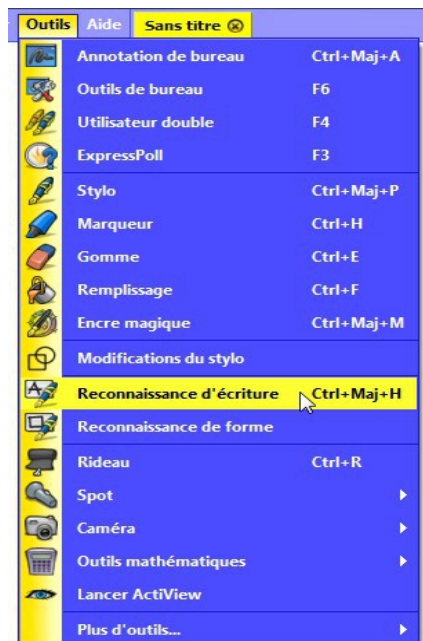 Outils Aide Sans titre
Annotation de bureau Ctrl+Maj+A
Outils de bureau F6
Utilisateur double F4
ExpressPoll F3
Stylo Ctrl+Maj+P
Marqueur Ctrl+H
Gomme Ctrl+E
Remplissage Ctrl+F
Encre magique Ctrl+Maj+M
Modifications du stylo
Reconnaissance d'écriture Ctrl+Maj+H
Reconnaissance de forme
Rideau Ctrl+R
Spot
Caméra
Outils mathématiques
Lancer ActiView
Plus d'outils...